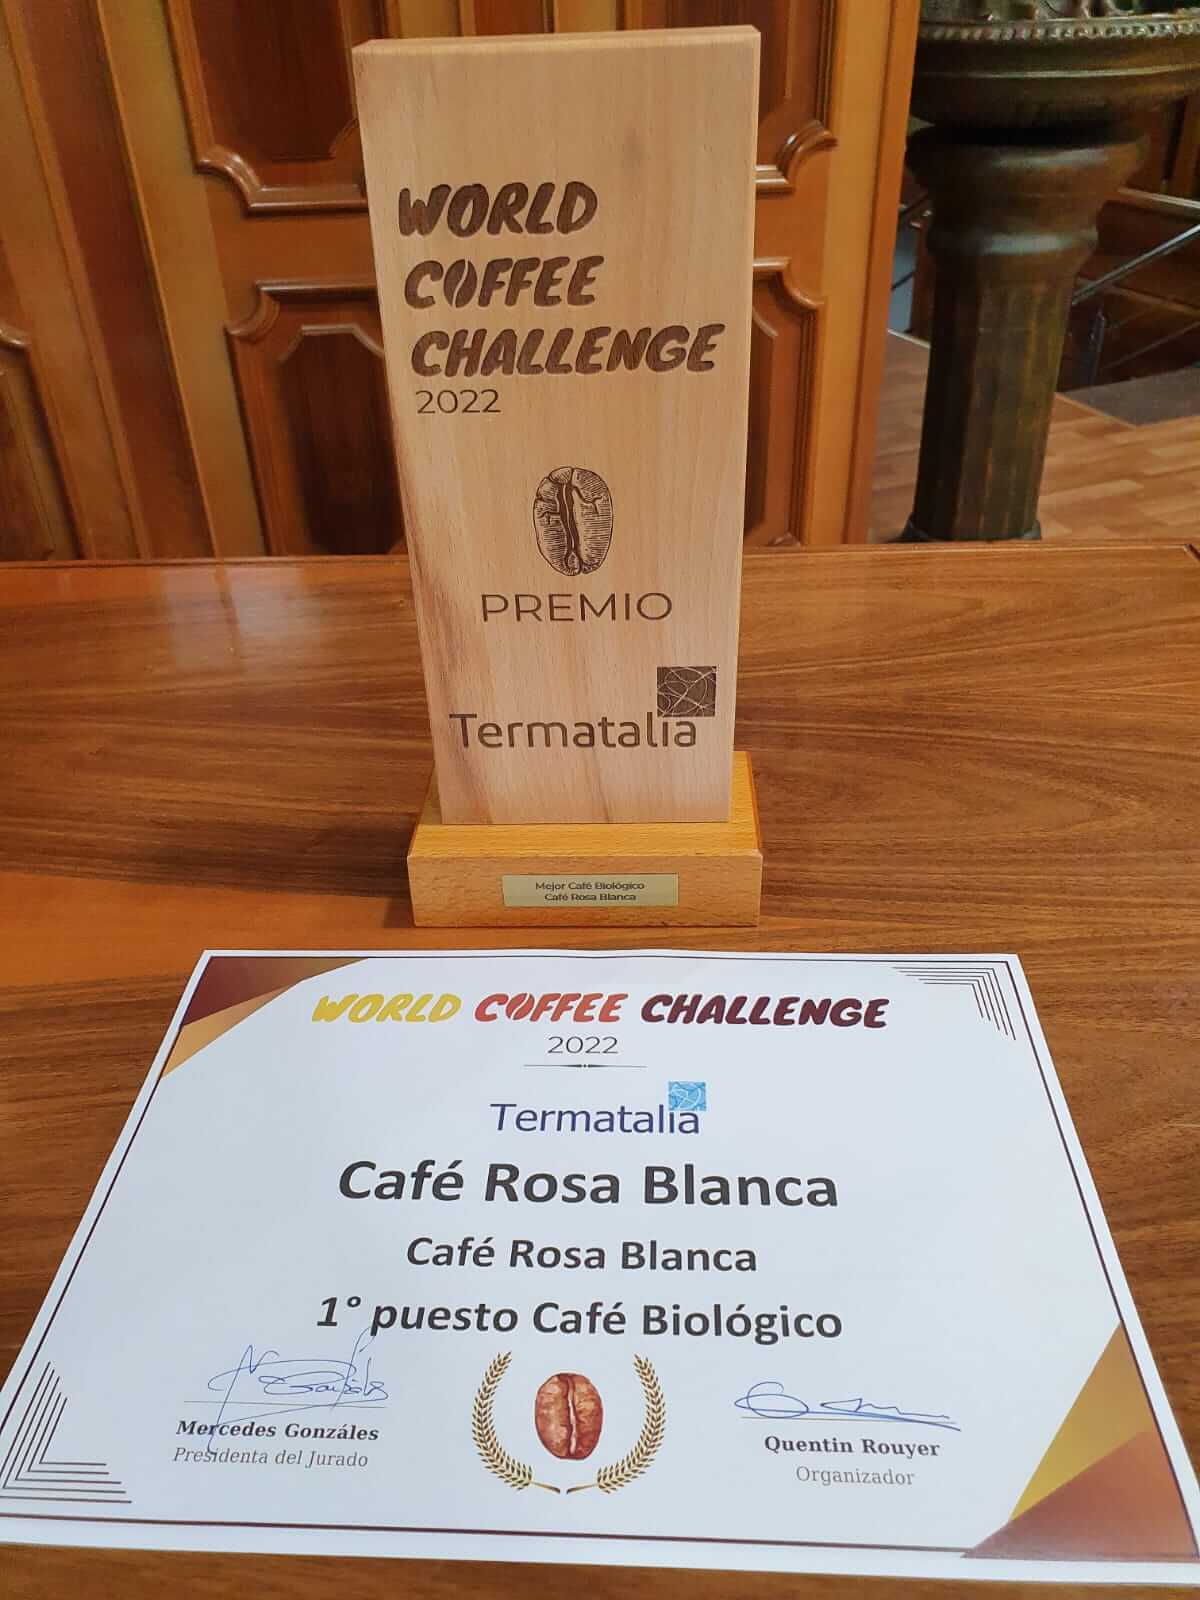 WORLD
COFFEE
CHALLENGE
2022
PREMIO
Termatalia
Mejor Café Biológico
Café Rosa Blanca
WORLD COFFEE CHALLENGE
2022
Termatalia
Café Rosa Blanca
Café Rosa Blanca
1° puesto Café Biológico
Mercedes Gonzáles
Presidenta del Jurado
Quentin Rouyer
Organizador